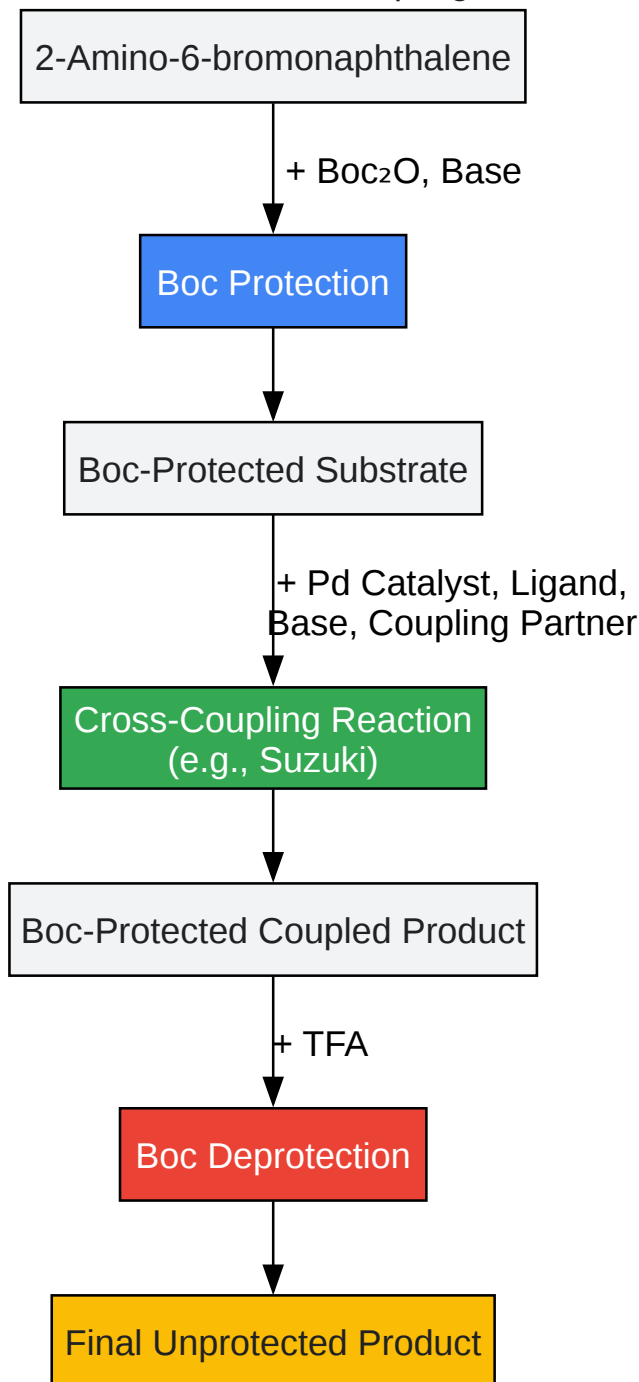 2-Amino-6-bromonaphthalene
+ Boc₂O, Base
Boc Protection
Boc-Protected Substrate
+ Pd Catalyst, Ligand,
Base, Coupling Partner
Cross-Coupling Reaction
(e.g., Suzuki)
Boc-Protected Coupled Product
+ TFA
Boc Deprotection
Final Unprotected Product